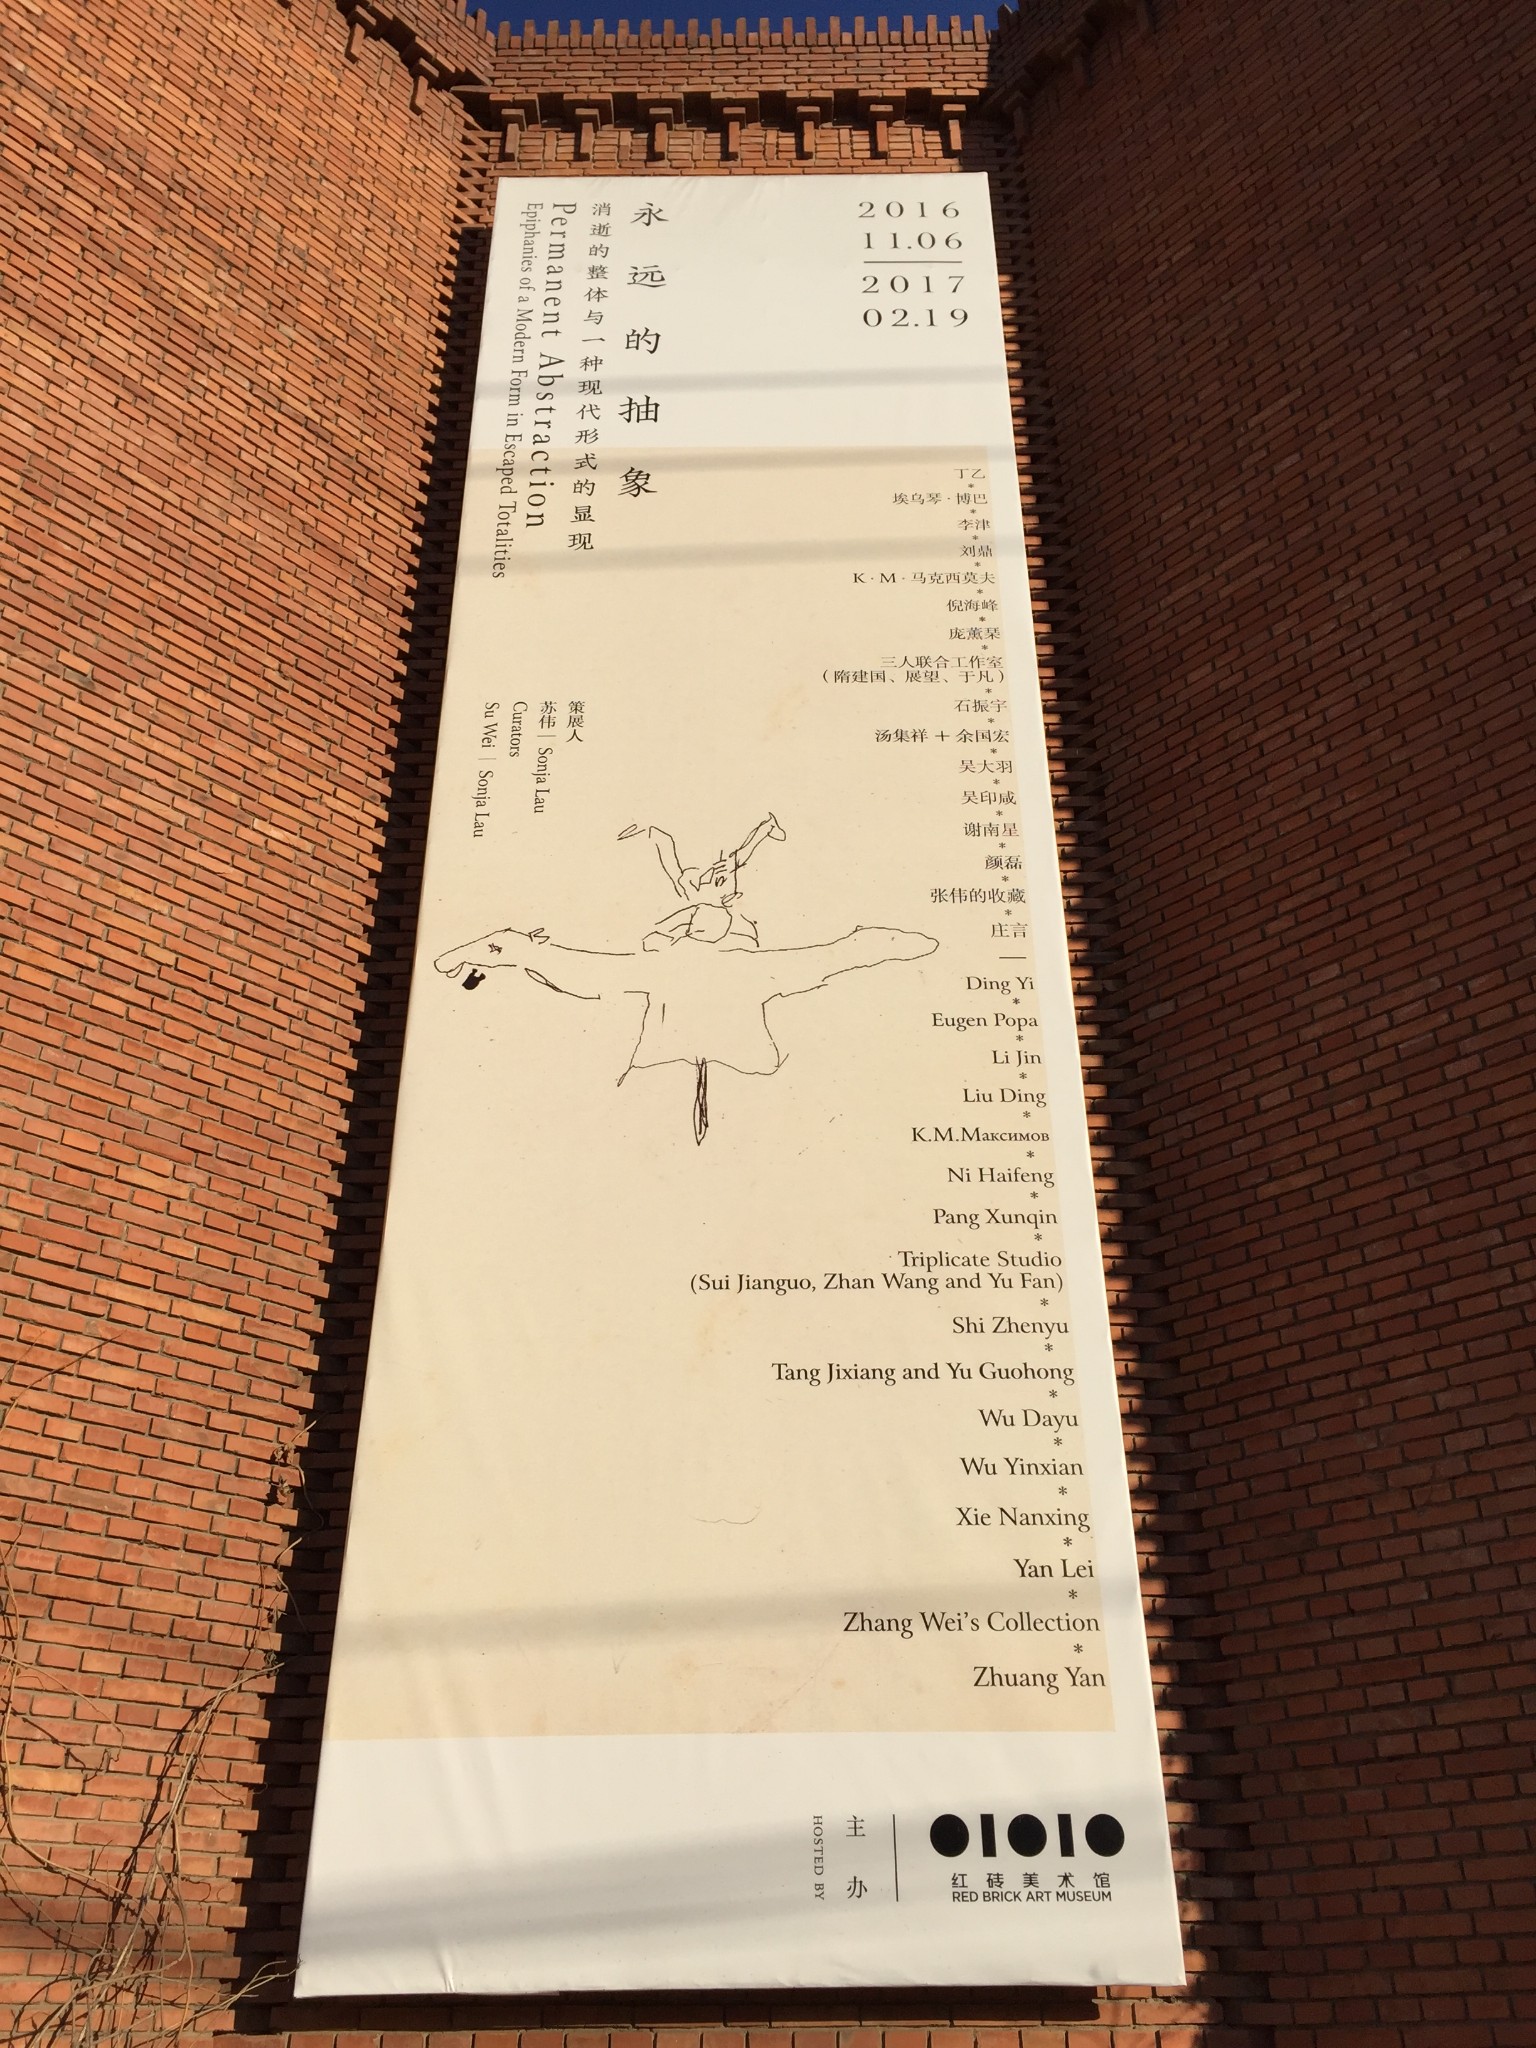 2016
11.06
2017
02.19
永远的抽象
消逝的整体与一种现代形式的显现
Permanent Abstraction
Epiphanies of a Modern Form in Escaped Totalities
丁乙
*
埃乌琴·博巴
*
李津
*
刘鼎
*
K·M·马克西莫夫
*
倪海峰
*
庞薰琹
*
三人联合工作室
（隋建国、展望、于凡）
*
石振宇
*
汤集祥 + 余国宏
*
吴大羽
*
吴印咸
*
谢南星
*
颜磊
*
张伟的收藏
*
庄言
—
Ding Yi
*
Eugen Popa
*
Li Jin
*
Liu Ding
*
K.M.Максимов
*
Ni Haifeng
*
Pang Xunqin
*
Triplicate Studio
(Sui Jianguo, Zhan Wang and Yu Fan)
*
Shi Zhenyu
*
Tang Jixiang and Yu Guohong
*
Wu Dayu
*
Wu Yinxian
*
Xie Nanxing
*
Yan Lei
*
Zhang Wei's Collection
*
Zhuang Yan
策展人
苏伟 | Sonja Lau
Curators
Su Wei | Sonja Lau
主办
HOSTED BY
01010
红砖美术馆
RED BRICK ART MUSEUM